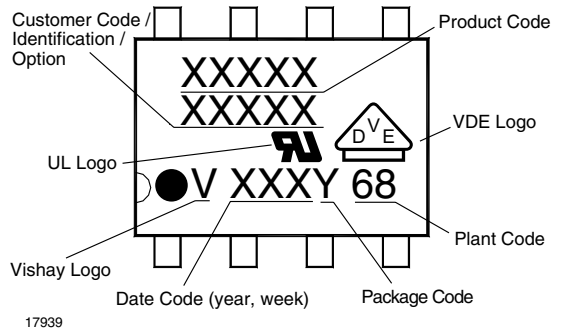 Customer Code /
Identification /
Option
Product Code
XXXXX
XXXXX
VDE Logo
D V E
UL Logo
UR
V XXXY 68
Plant Code
Vishay Logo
Date Code (year, week)
Package Code
17939